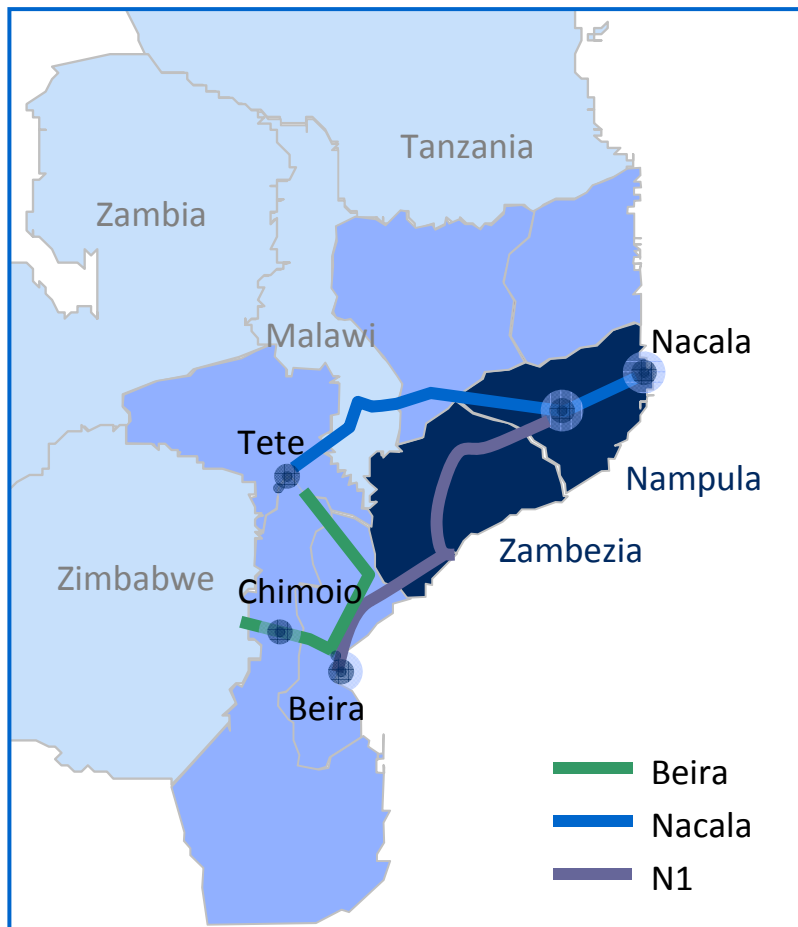 Tanzania
Zambia
Malawi
Nacala
Tete
Nampula
Zambezia
Zimbabwe
Chimoio
Beira
Beira
Nacala
N1